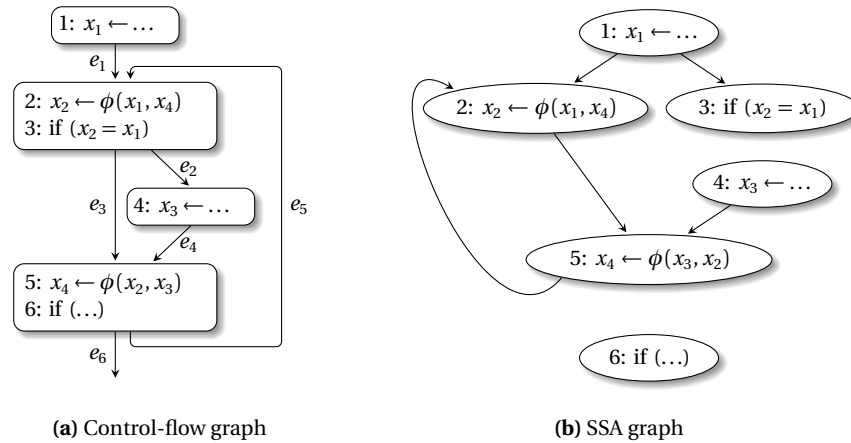 1: x₁ ← ...
e₁
2: x₂ ← ϕ(x₁, x₄)
3: if (x₂ = x₁)
e₂
e₃
4: x₃ ← ...
e₅
e₄
5: x₄ ← ϕ(x₂, x₃)
6: if (...)
e₆
(a) Control-flow graph
1: x₁ ← ...
2: x₂ ← ϕ(x₁, x₄)
3: if (x₂ = x₁)
4: x₃ ← ...
5: x₄ ← ϕ(x₃, x₂)
6: if (...)
(b) SSA graph